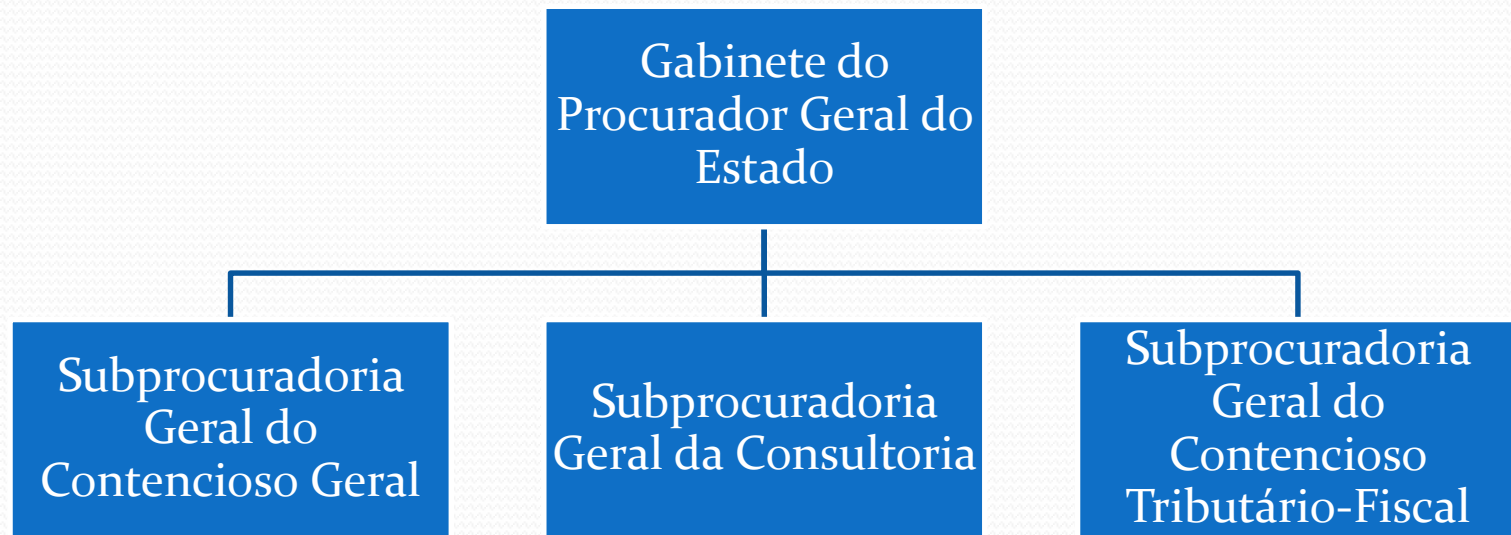 Gabinete do
Procurador Geral do
Estado
Subprocuradoria
Geral do
Contencioso Geral
Subprocuradoria
Geral da Consultoria
Subprocuradoria
Geral do
Contencioso
Tributário-Fiscal